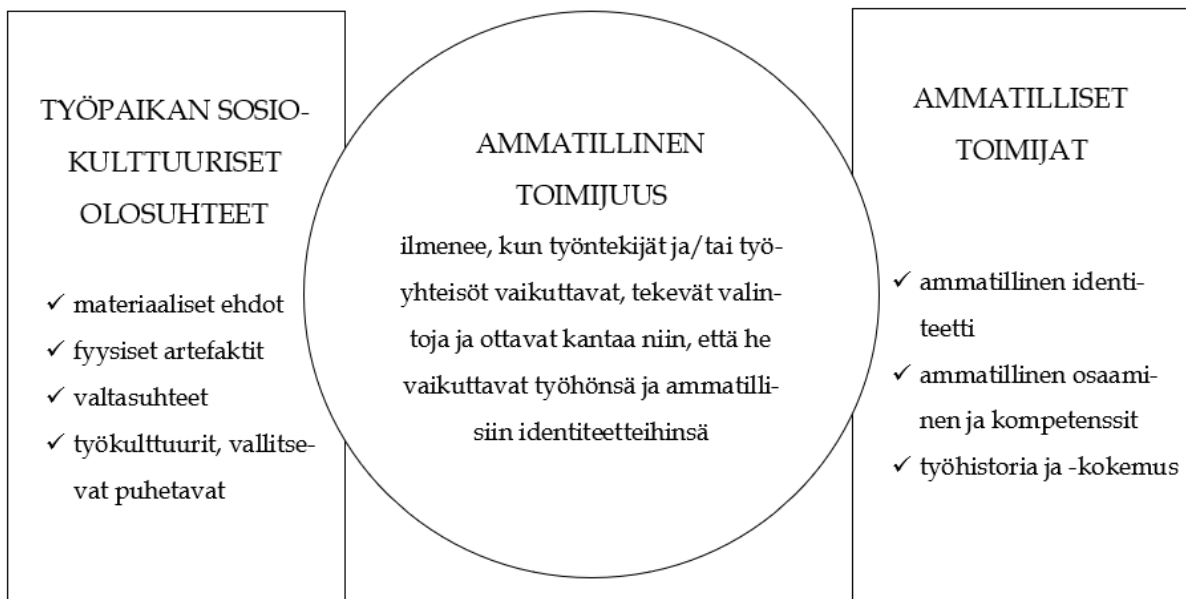 TYÖPAIKAN SOSIO-
KULTTUURISET
OLOSUHTEET
✓ materiaaliset ehdot
✓ fyysiset artefaktit
✓ valtasuhteet
✓ työkulttuurit, vallitse-
vat puhetavat
AMMATILLINEN
TOIMIJUUS
ilmenee, kun työntekijät ja/tai työ-
yhteisöt vaikuttavat, tekevät valin-
toja ja ottavat kantaa niin, että he
vaikuttavat työhönsä ja ammatilli-
siin identiteetteihinsä
AMMATILLISET
TOIMIJAT
✓ ammatillinen identi-
teetti
✓ ammatillinen osaami-
nen ja kompetenssit
✓ työhistoria ja -kokemus